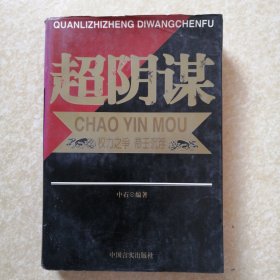 QUANLIZHIZHENG DIWANGCHENFU
超阴谋
CHAO YIN MOU
权力之争 帝王沉浮
中石◎编著
中国言实出版社